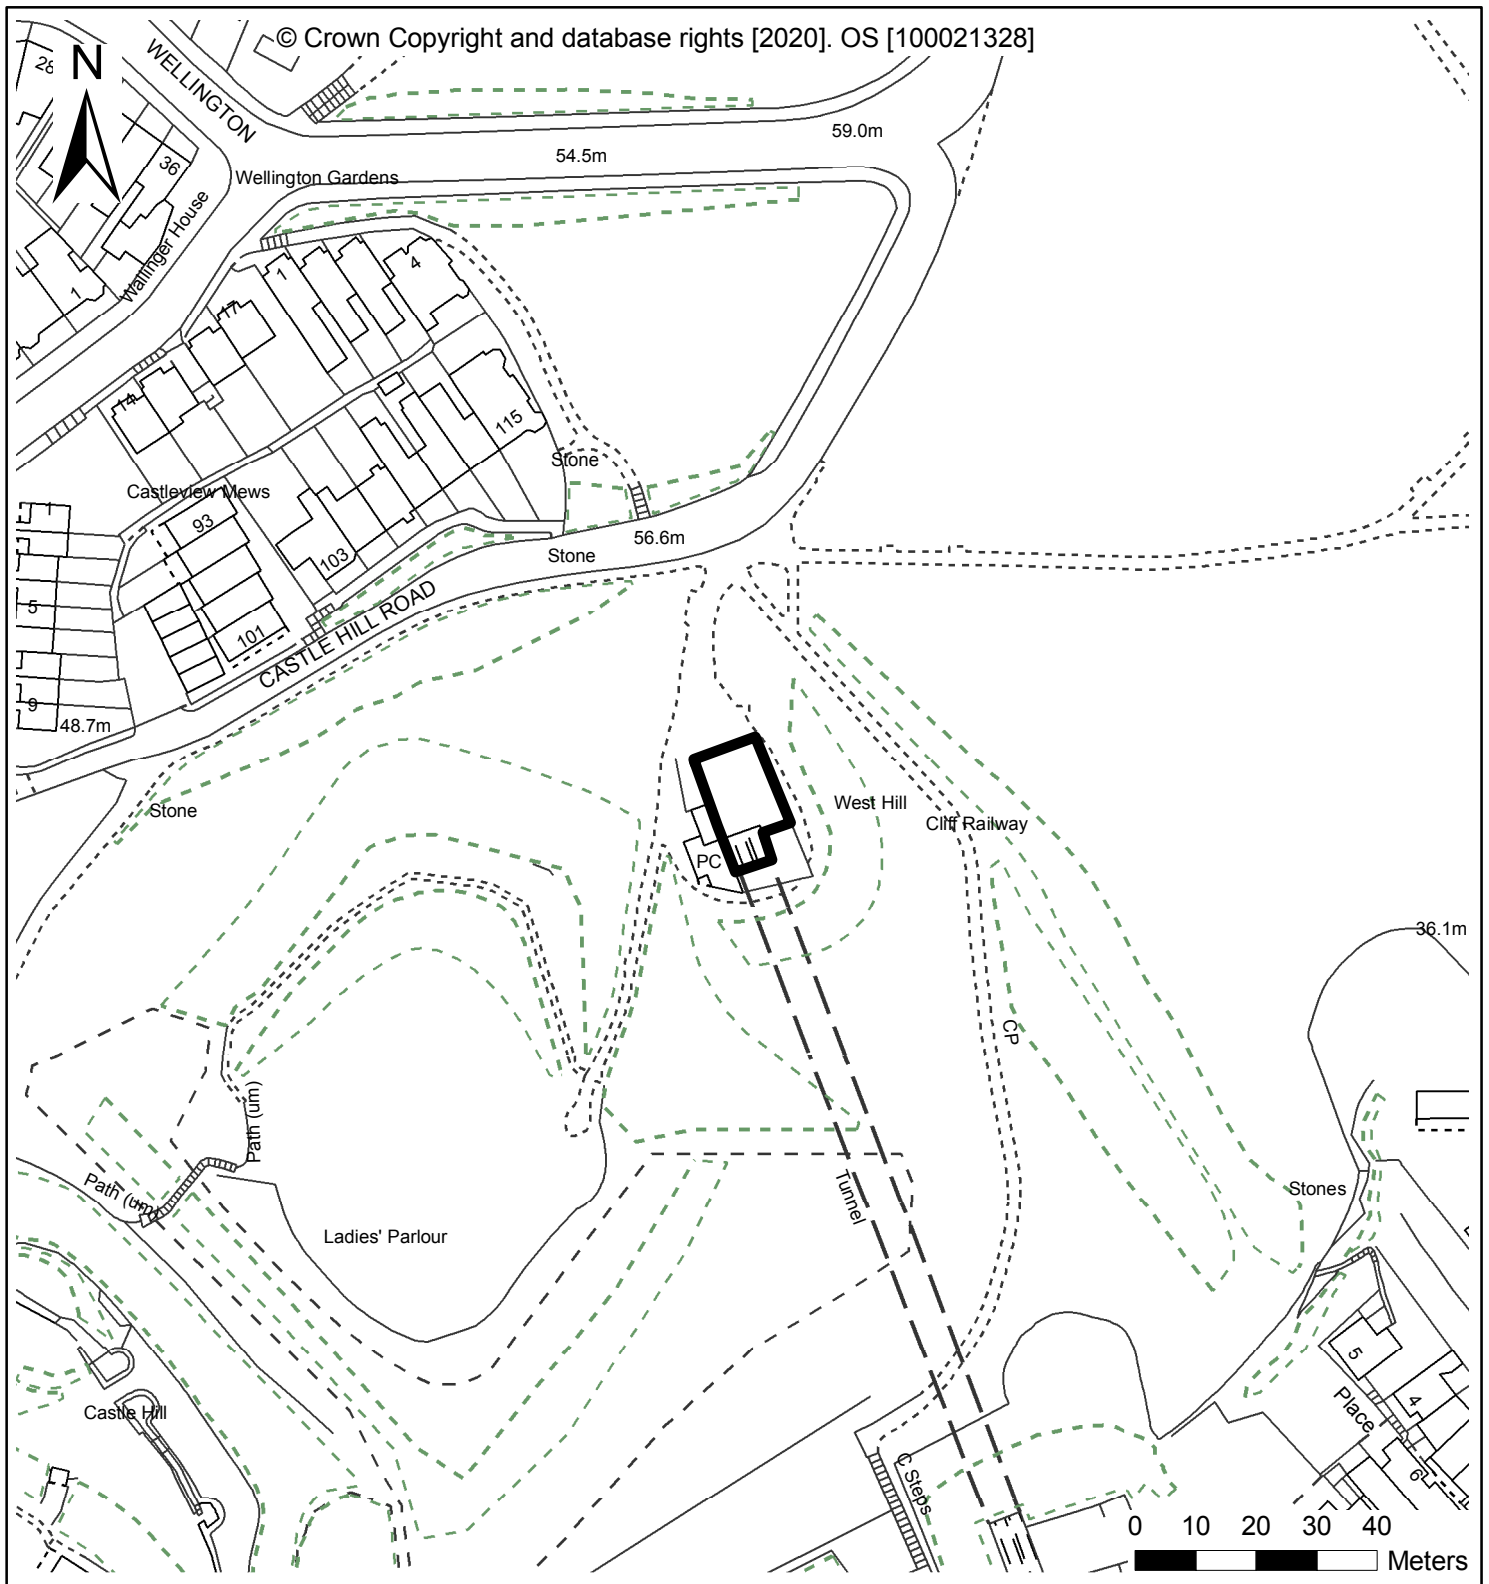 © Crown Copyright and database rights [2020]. OS [100021328]
N
28
WELLINGTON
59.0m
54.5m
36
Wellington Gardens
Wallinger House
1
1
4
17
14
115
Stone
Castleview Mews
1
93
56.6m
Stone
103
5
101
CASTLE HILL ROAD
9
48.7m
Stone
West Hill
Cliff Railway
PC
36.1m
CP
Path (um)
Path (um)
Tunnel
Stones
Ladies' Parlour
5
4
Place
Castle Hill
6
C Steps
0 10 20 30 40
Meters